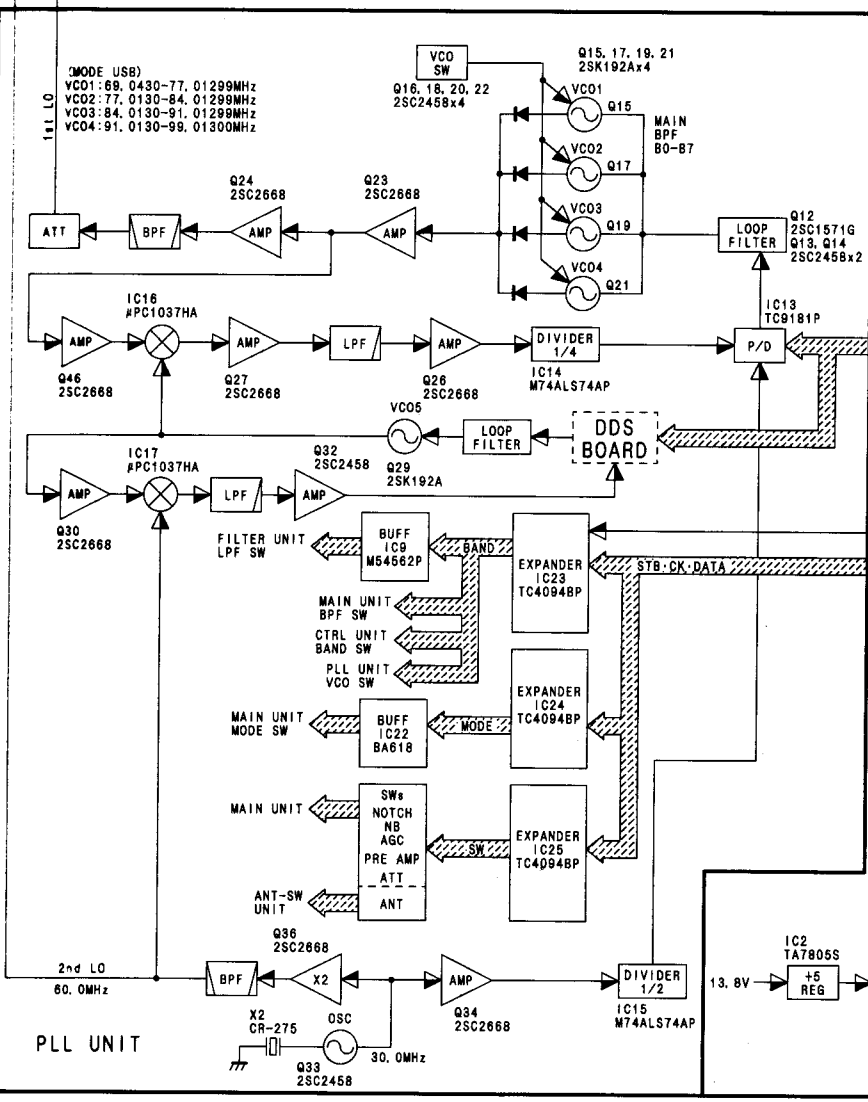 1st LO
(MODE USB)
VCO1:69. 0430-77. 01299MHz
VCO2:77. 0130-84. 01299MHz
VCO3:84. 0130-91. 01299MHz
VCO4:91. 0130-99. 01300MHz
VCO
SW
Q16, 18, 20, 22
2SC2458x4
Q15, 17, 19, 21
2SK192Ax4
VCO1
Q15
MAIN
BPF
B0-B7
VCO2
Q17
VCO3
Q19
VCO4
Q21
Q24
2SC2668
Q23
2SC2668
ATT
BPF
AMP
AMP
LOOP
FILTER
Q12
2SC1571G
Q13, Q14
2SC2458x2
IC16
μPC1037HA
IC13
TC9181P
AMP
AMP
LPF
AMP
DIVIDER
1/4
P/D
Q46
2SC2668
Q27
2SC2668
Q26
2SC2668
IC14
M74ALS74AP
VCO5
LOOP
FILTER
DDS
BOARD
IC17
μPC1037HA
Q32
2SC2458
Q29
2SK192A
AMP
LPF
AMP
Q30
2SC2668
FILTER UNIT
LPF SW
BUFF
IC9
M54562P
BAND
EXPANDER
IC23
TC4094BP
STB·CK·DATA
MAIN UNIT
BPF SW
CTRL UNIT
BAND SW
PLL UNIT
VCO SW
MAIN UNIT
MODE SW
BUFF
IC22
BA618
MODE
EXPANDER
IC24
TC4094BP
MAIN UNIT
SWs
NOTCH
NB
AGC
PRE AMP
ATT
ANT
SW
EXPANDER
IC25
TC4094BP
ANT-SW
UNIT
Q36
2SC2668
2nd LO
60. 0MHz
BPF
X2
AMP
DIVIDER
1/2
Q34
2SC2668
IC15
M74ALS74AP
IC2
TA7805S
13. 8V
+5
REG
X2
CR-275
OSC
30. 0MHz
Q33
2SC2458
PLL UNIT